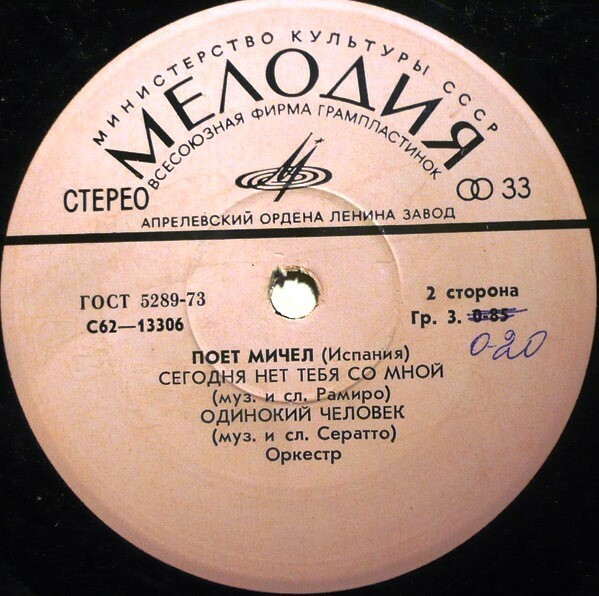 МИНИСТЕРСТВО КУЛЬТУРЫ СССР
МЕЛОДИЯ
ВСЕСОЮЗНАЯ ФИРМА ГРАМПЛАСТИНОК
СТЕРЕО 33
АПРЕЛЕВСКИЙ ОРДЕНА ЛЕНИНА ЗАВОД
ГОСТ 5289-73 2 сторона
С62—13306 Гр. 3. 0-85
0-20
ПОЕТ МИЧЕЛ (Испания)
СЕГОДНЯ НЕТ ТЕБЯ СО МНОЙ
(муз. и сл. Рамиро)
ОДИНОКИЙ ЧЕЛОВЕК
(муз. и сл. Сератто)
Оркестр